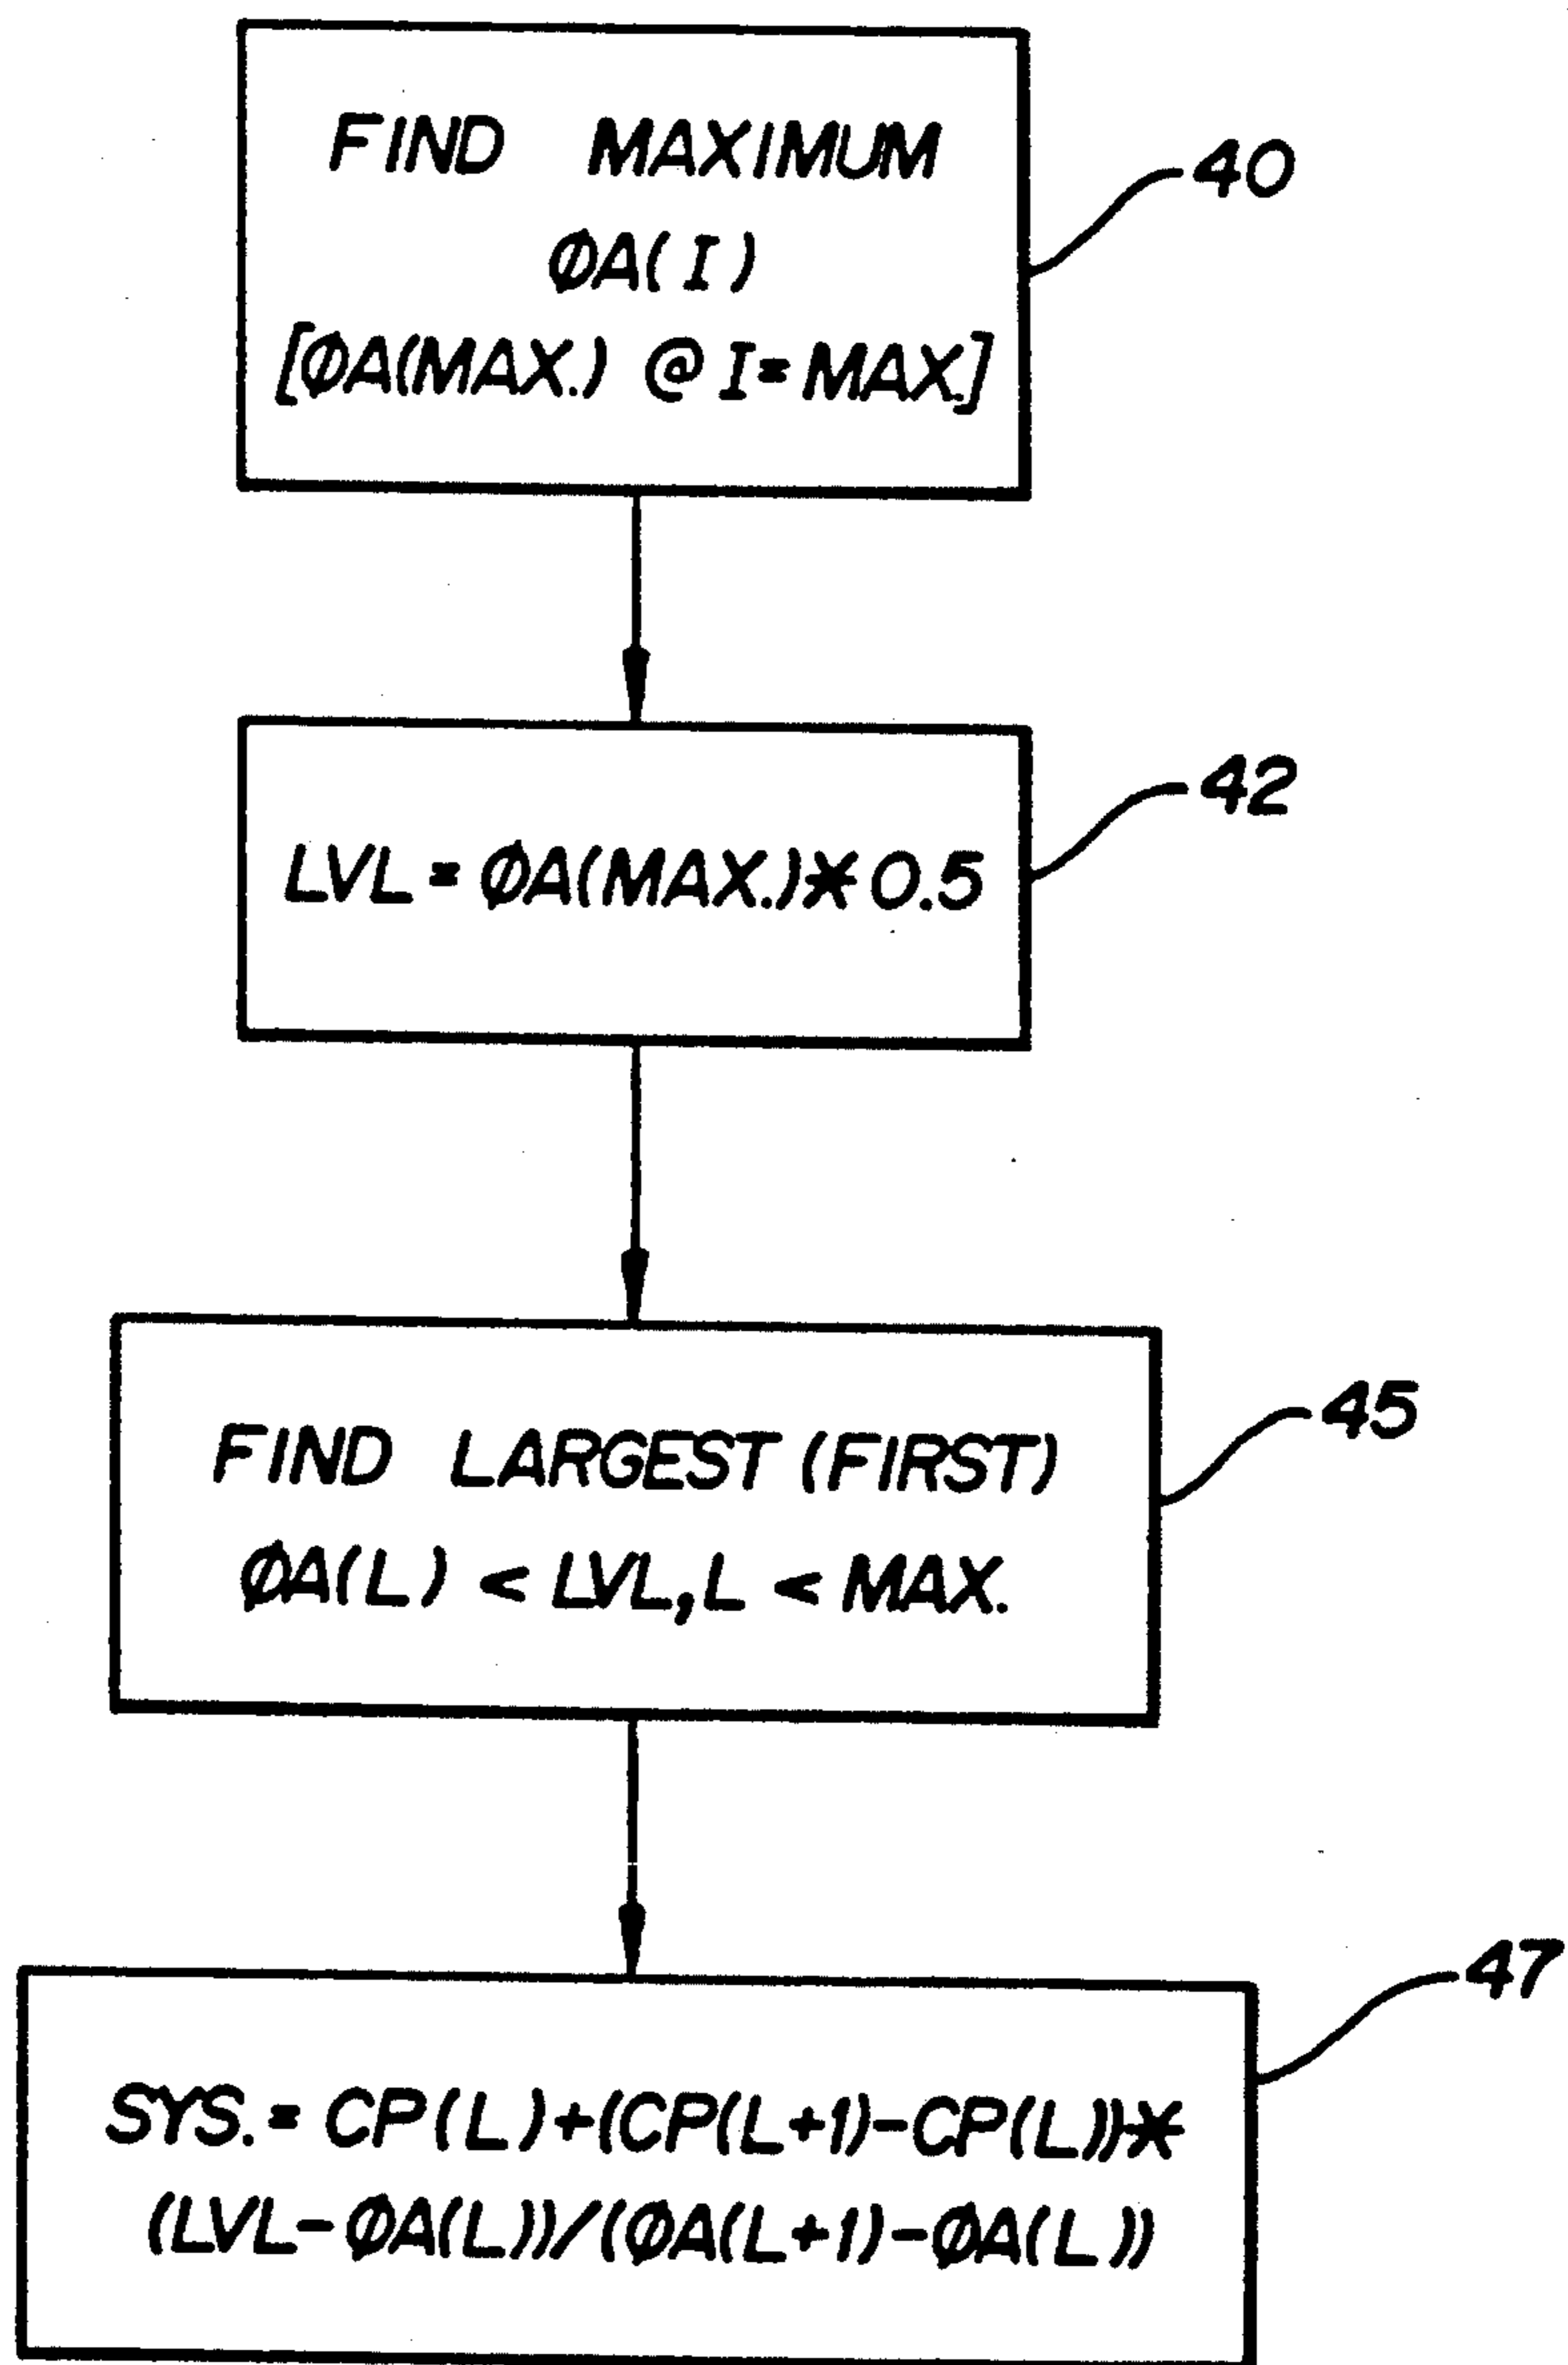 FIND MAXIMUM
ØA(I)
[ØA(MAX.) @ I=MAX.]
40
LVL = ØA(MAX.)*0.5
42
FIND LARGEST (FIRST)
ØA(L) < LVL, L < MAX.
45
SYS. = CP(L)+(CP(L+1)-CP(L))*
(LVL-ØA(L))/(ØA(L+1)-ØA(L))
47